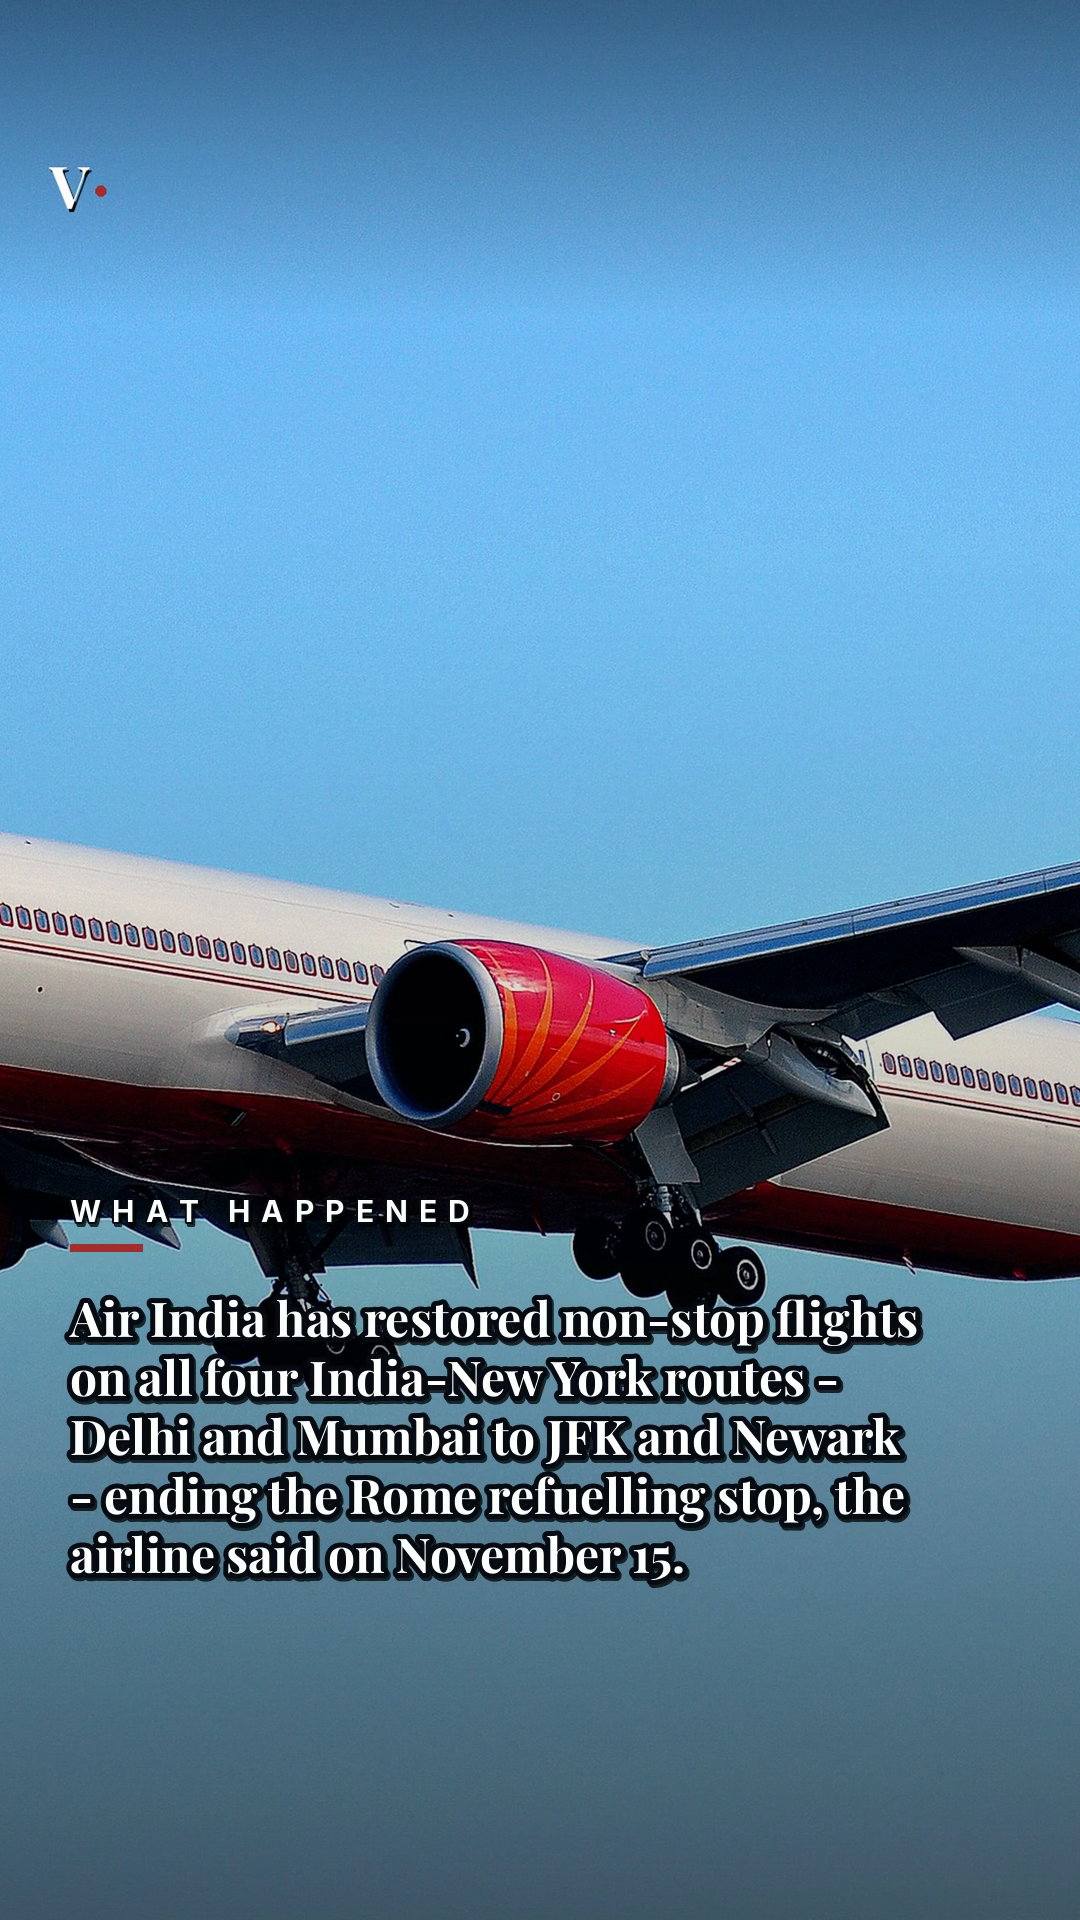 V
WHAT HAPPENED
Air India has restored non-stop flights
on all four India-New York routes -
Delhi and Mumbai to JFK and Newark
- ending the Rome refuelling stop, the
airline said on November 15.